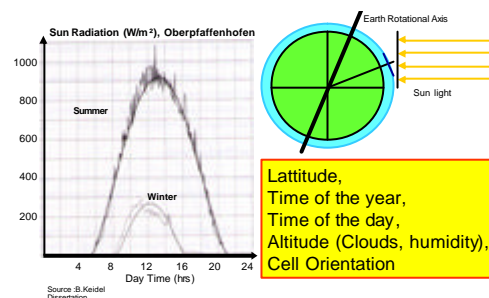 Sun Radiation (W/m²), Oberpfaffenhofen
1000
800
600
400
200
Summer
Winter
4 8 12 16 20 24
Day Time (hrs)
Source :B.Keidel
Dissertation
Earth Rotational Axis
Sun light
Lattitude,
Time of the year,
Time of the day,
Altitude (Clouds, humidity),
Cell Orientation